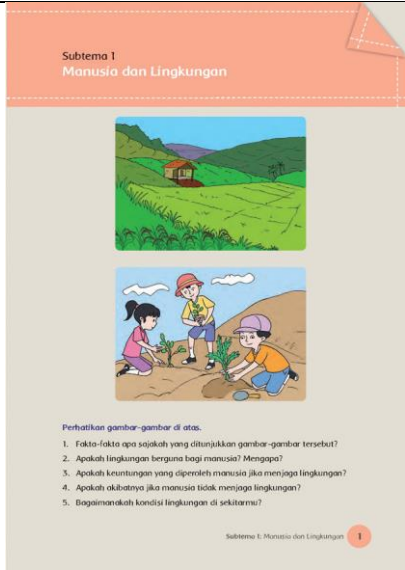 Subtema 1
Manusia dan Lingkungan
Perhatikan gambar-gambar di atas.
1. Fakta-fakta apa sajakah yang ditunjukkan gambar-gambar tersebut?
2. Apakah lingkungan berguna bagi manusia? Mengapa?
3. Apakah keuntungan yang diperoleh manusia jika menjaga lingkungan?
4. Apakah akibatnya jika manusia tidak menjaga lingkungan?
5. Bagaimanakah kondisi lingkungan di sekitarmu?
Subtema 1: Manusia dan Lingkungan 1